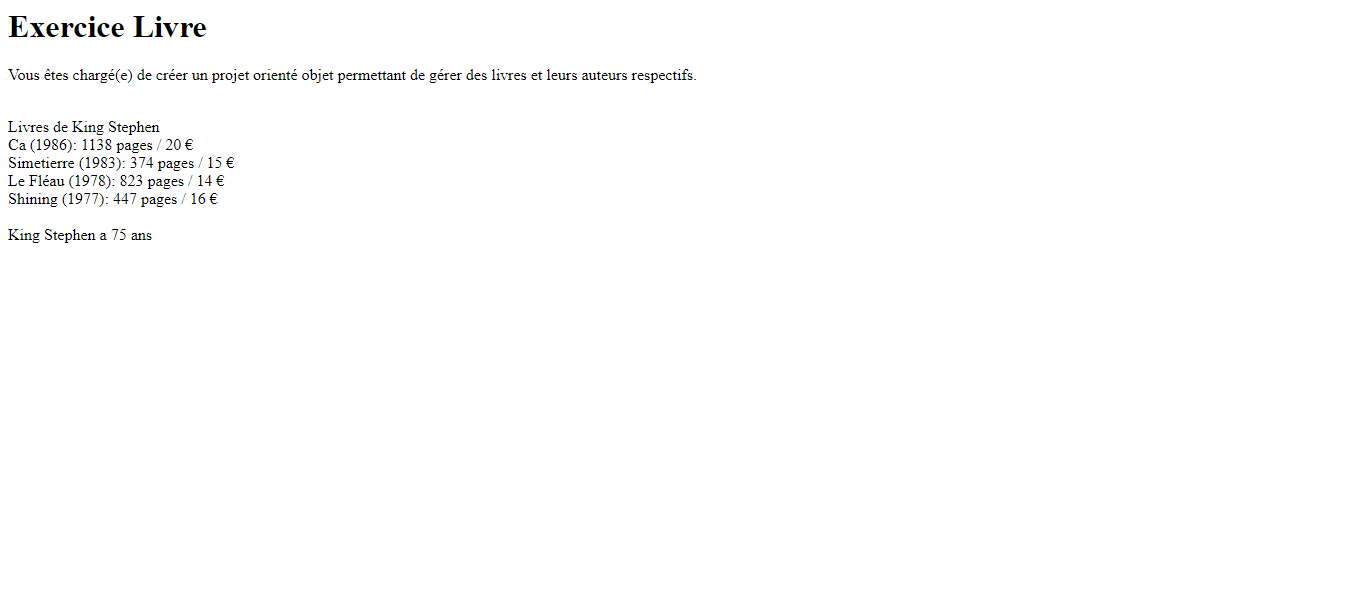 Exercice Livre
Vous êtes chargé(e) de créer un projet orienté objet permettant de gérer des livres et leurs auteurs respectifs.
Livres de King Stephen
Ca (1986): 1138 pages / 20 €
Simetierre (1983): 374 pages / 15 €
Le Fléau (1978): 823 pages / 14 €
Shining (1977): 447 pages / 16 €
King Stephen a 75 ans